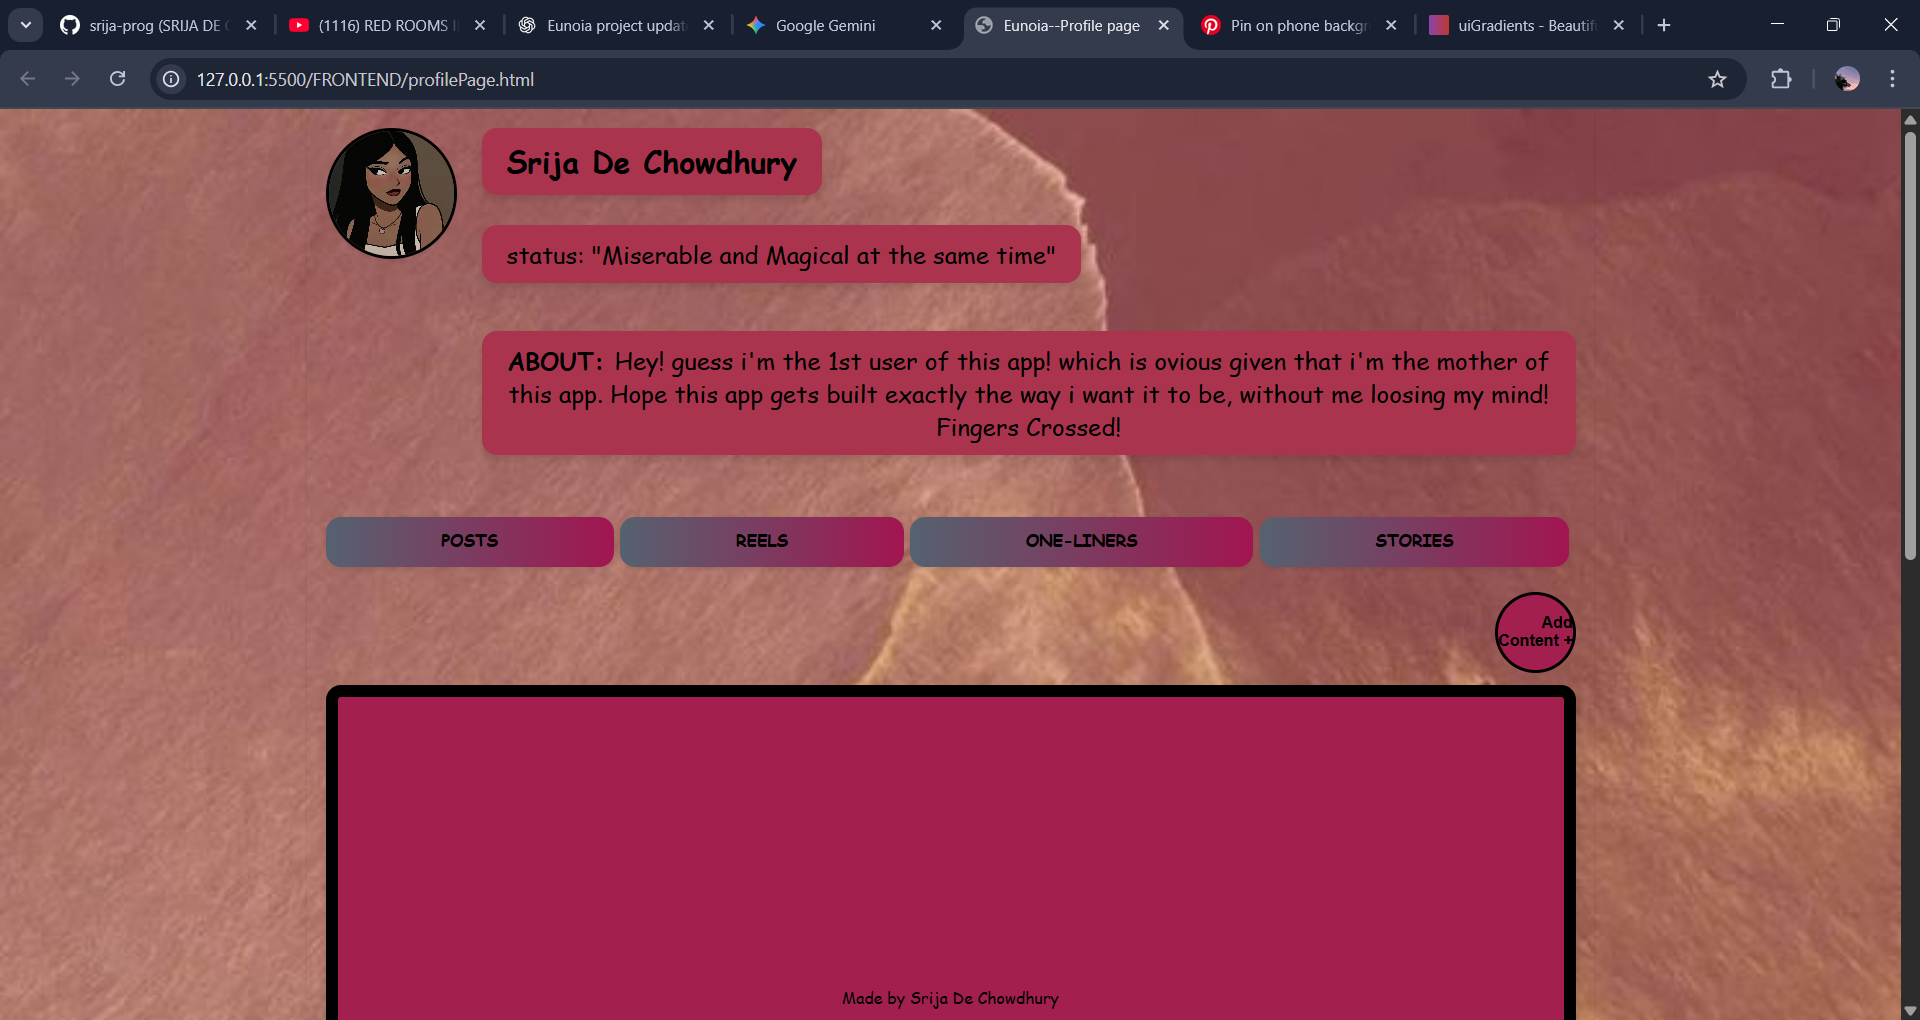 srija-prog (SRIJA DE
(1116) RED ROOMS
Eunoia project updat
Google Gemini
Eunoia--Profile page
Pin on phone backgr
uiGradients - Beautif
127.0.0.1:5500/FRONTEND/profilePage.html
Srija De Chowdhury
status: "Miserable and Magical at the same time"
ABOUT: Hey! guess i'm the 1st user of this app! which is ovious given that i'm the mother of
this app. Hope this app gets built exactly the way i want it to be, without me loosing my mind!
Fingers Crossed!
POSTS
REELS
ONE-LINERS
STORIES
Add
Content +
Made by Srija De Chowdhury